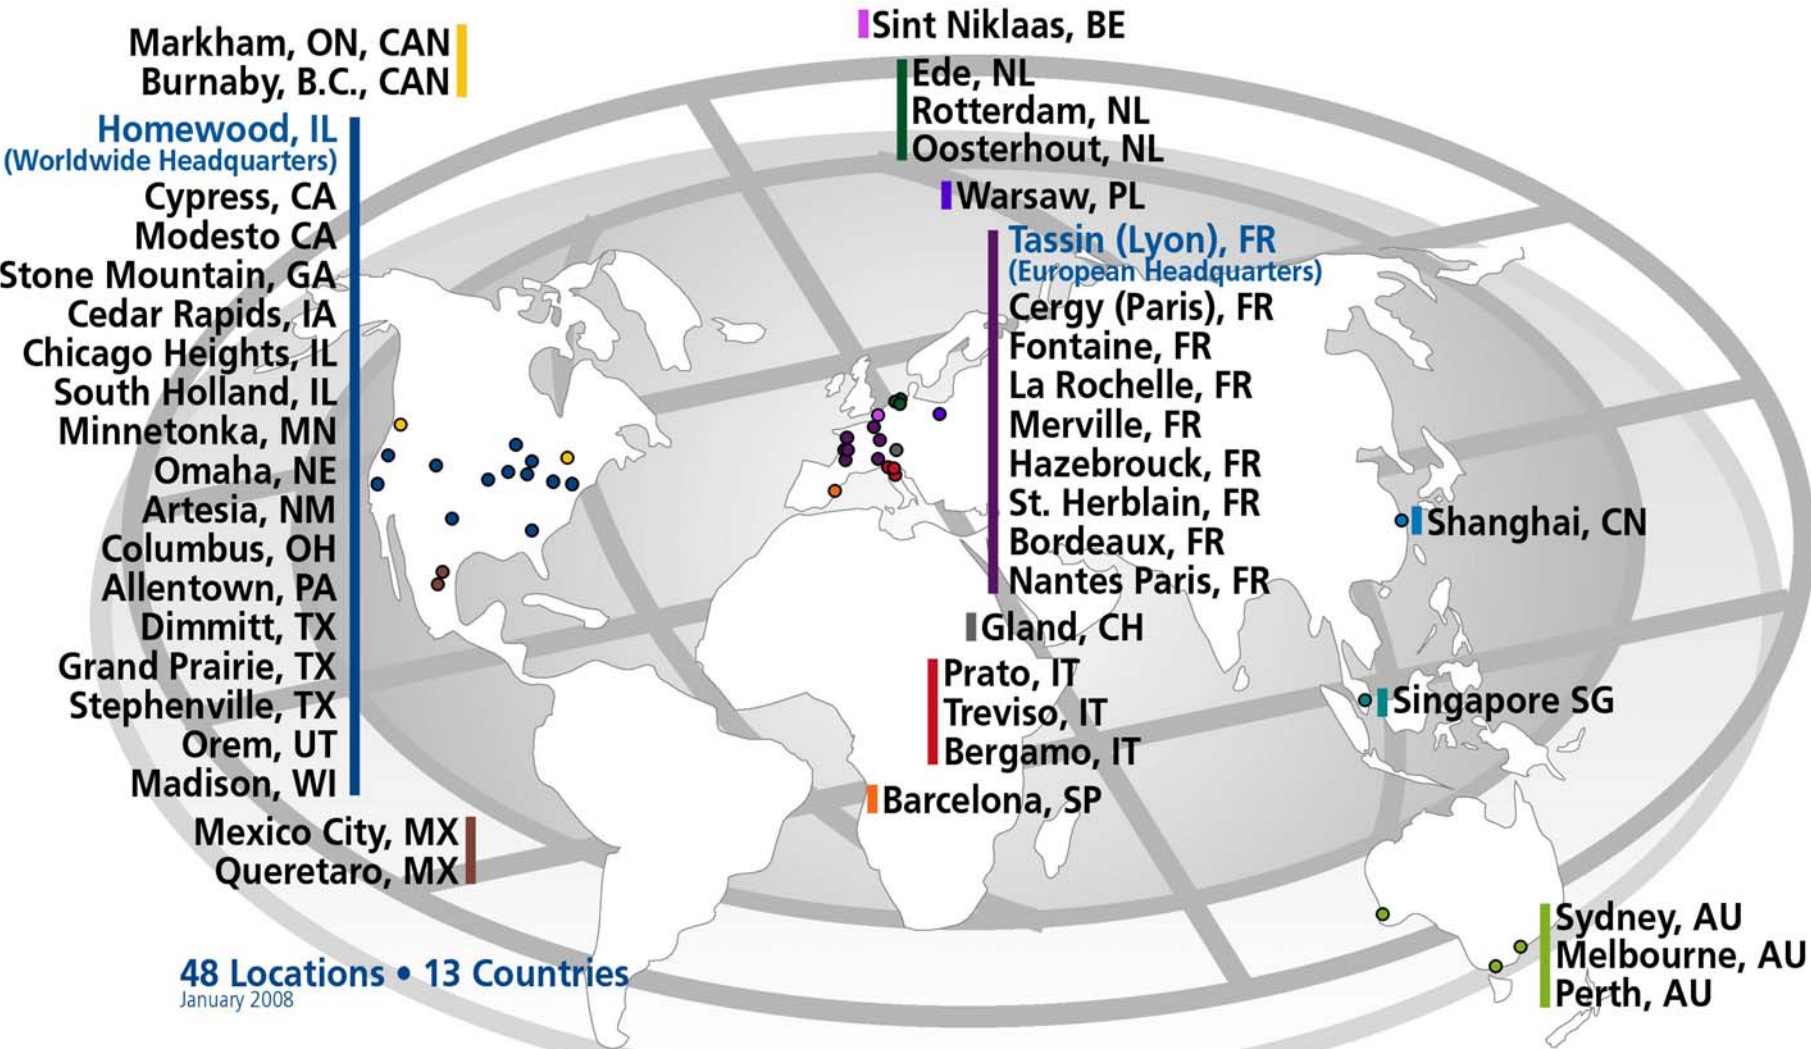 Markham, ON, CAN
Burnaby, B.C., CAN
Homewood, IL
(Worldwide Headquarters)
Cypress, CA
Modesto CA
Stone Mountain, GA
Cedar Rapids, IA
Chicago Heights, IL
South Holland, IL
Minnetonka, MN
Omaha, NE
Artesia, NM
Columbus, OH
Allentown, PA
Dimmitt, TX
Grand Prairie, TX
Stephenville, TX
Orem, UT
Madison, WI
Mexico City, MX
Queretaro, MX
48 Locations • 13 Countries
January 2008
Sint Niklaas, BE
Ede, NL
Rotterdam, NL
Oosterhout, NL
Warsaw, PL
Tassin (Lyon), FR
(European Headquarters)
Cergy (Paris), FR
Fontaine, FR
La Rochelle, FR
Merville, FR
Hazebrouck, FR
St. Herblain, FR
Bordeaux, FR
Nantes Paris, FR
Gland, CH
Prato, IT
Treviso, IT
Bergamo, IT
Barcelona, SP
Shanghai, CN
Singapore SG
Sydney, AU
Melbourne, AU
Perth, AU